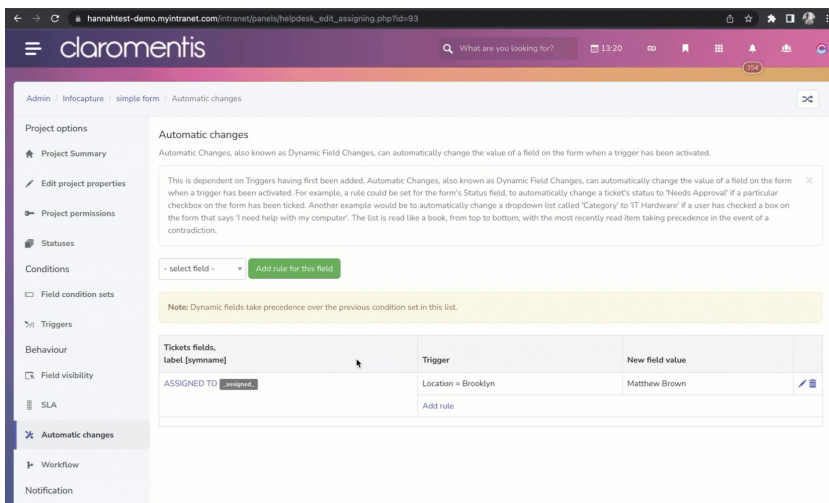 hannahtest-demo.myintranet.com/intranet/panels/helpdesk_edit_assigning.php?id=93
claromentis
What are you looking for?
13:20
354
Admin / Infocapture / simple form / Automatic changes
Project options
Project Summary
Edit project properties
Project permissions
Statuses
Conditions
Field condition sets
Triggers
Behaviour
Field visibility
SLA
Automatic changes
Workflow
Notification
Automatic changes
Automatic Changes, also known as Dynamic Field Changes, can automatically change the value of a field on the form when a trigger has been activated.
This is dependent on Triggers having first been added. Automatic Changes, also known as Dynamic Field Changes, can automatically change the value of a field on the form
when a trigger has been activated. For example, a rule could be set for the form's Status field, to automatically change a ticket's status to 'Needs Approval' if a particular
checkbox on the form has been ticked. Another example would be to automatically change a dropdown list called 'Category' to 'IT Hardware' if a user has checked a box on
the form that says 'I need help with my computer'. The list is read like a book, from top to bottom, with the most recently read item taking precedence in the event of a
contradiction.
- select field -
Add rule for this field
Note: Dynamic fields take precedence over the previous condition set in this list.
Tickets fields,
label [symname]
Trigger
New field value
ASSIGNED TO _assigned_
Location = Brooklyn
Matthew Brown
Add rule